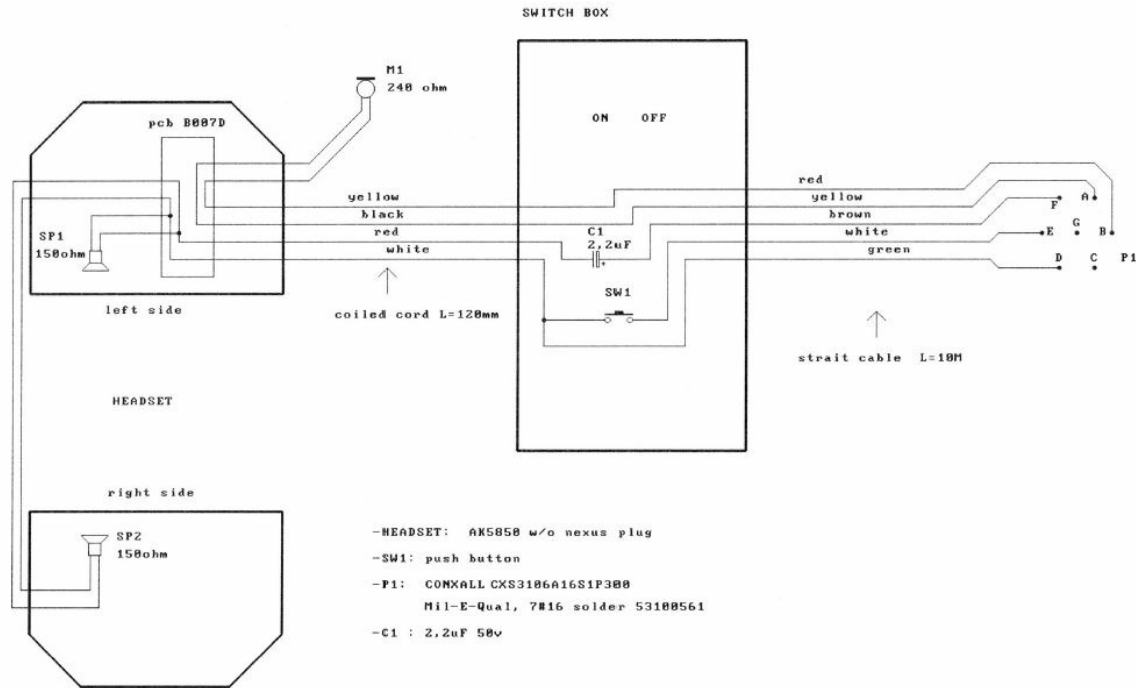 SWITCH BOX
M1
240 ohm
pcb B007D
ON OFF
red
yellow
yellow
F A
black
brown
G
SP1
red
C1
white
E B
150ohm
white
2,2uF
green
D C P1
SW1
left side
coiled cord L=120mm
strait cable L=10M
HEADSET
right side
SP2
150ohm
-HEADSET: AK5850 w/o nexus plug
-SW1: push button
-P1: CONXALL CXS3106A16S1P300
Mil-E-Qual, 7#16 solder 53100561
-C1 : 2,2uF 50v